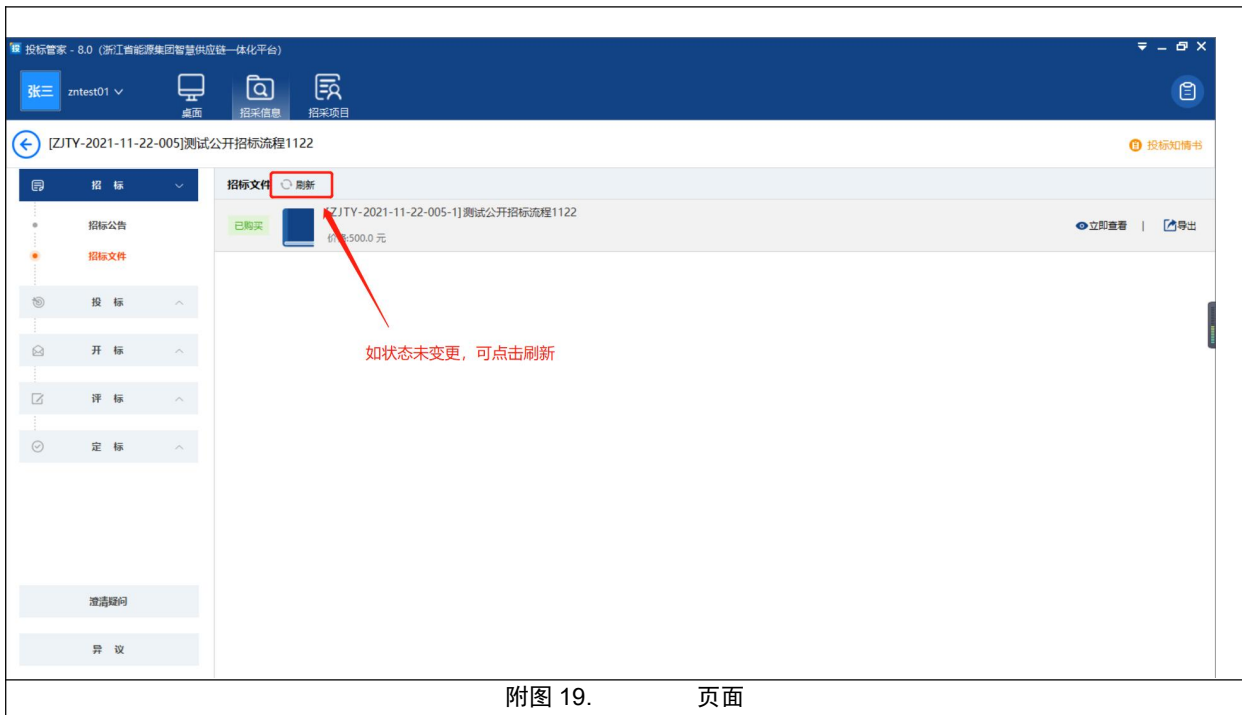 投标管家 - 8.0 (浙江省能源集团智慧供应链一体化平台)
张三 zntest01
桌面 招采信息 招采项目
[ZJTY-2021-11-22-005]测试公开招标流程1122
投标知情书
招 标
招标公告
招标文件
投 标
开 标
评 标
定 标
澄清疑问
异 议
招标文件 刷新
已购买
[ZJTY-2021-11-22-005-1]测试公开招标流程1122
价格:500.0 元
立即查看 | 导出
如状态未变更，可点击刷新
附图 19. 页面